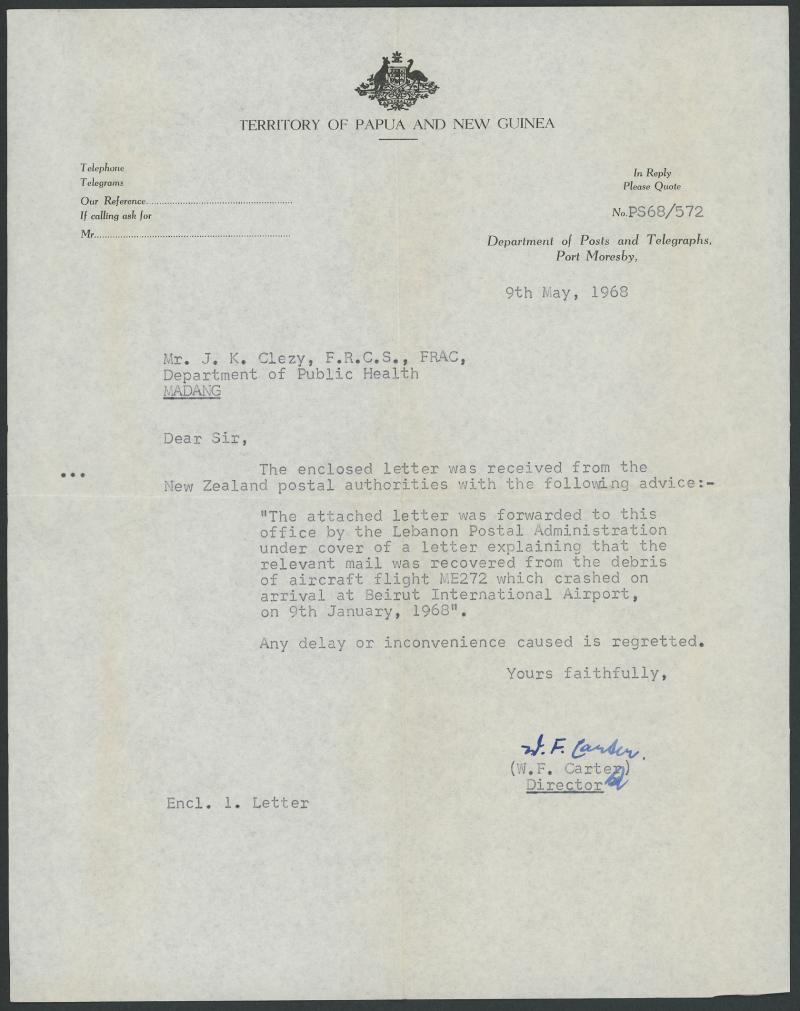 TERRITORY OF PAPUA AND NEW GUINEA
Telephone
Telegrams
Our Reference
If calling ask for
Mr.
In Reply
Please Quote
No. PS68/572
Department of Posts and Telegraphs,
Port Moresby,
9th May, 1968
Mr. J. K. Clezy, F.R.C.S., FRAC,
Department of Public Health
MADANG
Dear Sir,
... The enclosed letter was received from the
New Zealand postal authorities with the following advice:-
"The attached letter was forwarded to this
office by the Lebanon Postal Administration
under cover of a letter explaining that the
relevant mail was recovered from the debris
of aircraft flight ME272 which crashed on
arrival at Beirut International Airport,
on 9th January, 1968".
Any delay or inconvenience caused is regretted.
Yours faithfully,
W. F. Carter.
(W.F. Carter)
Director
Encl. 1. Letter